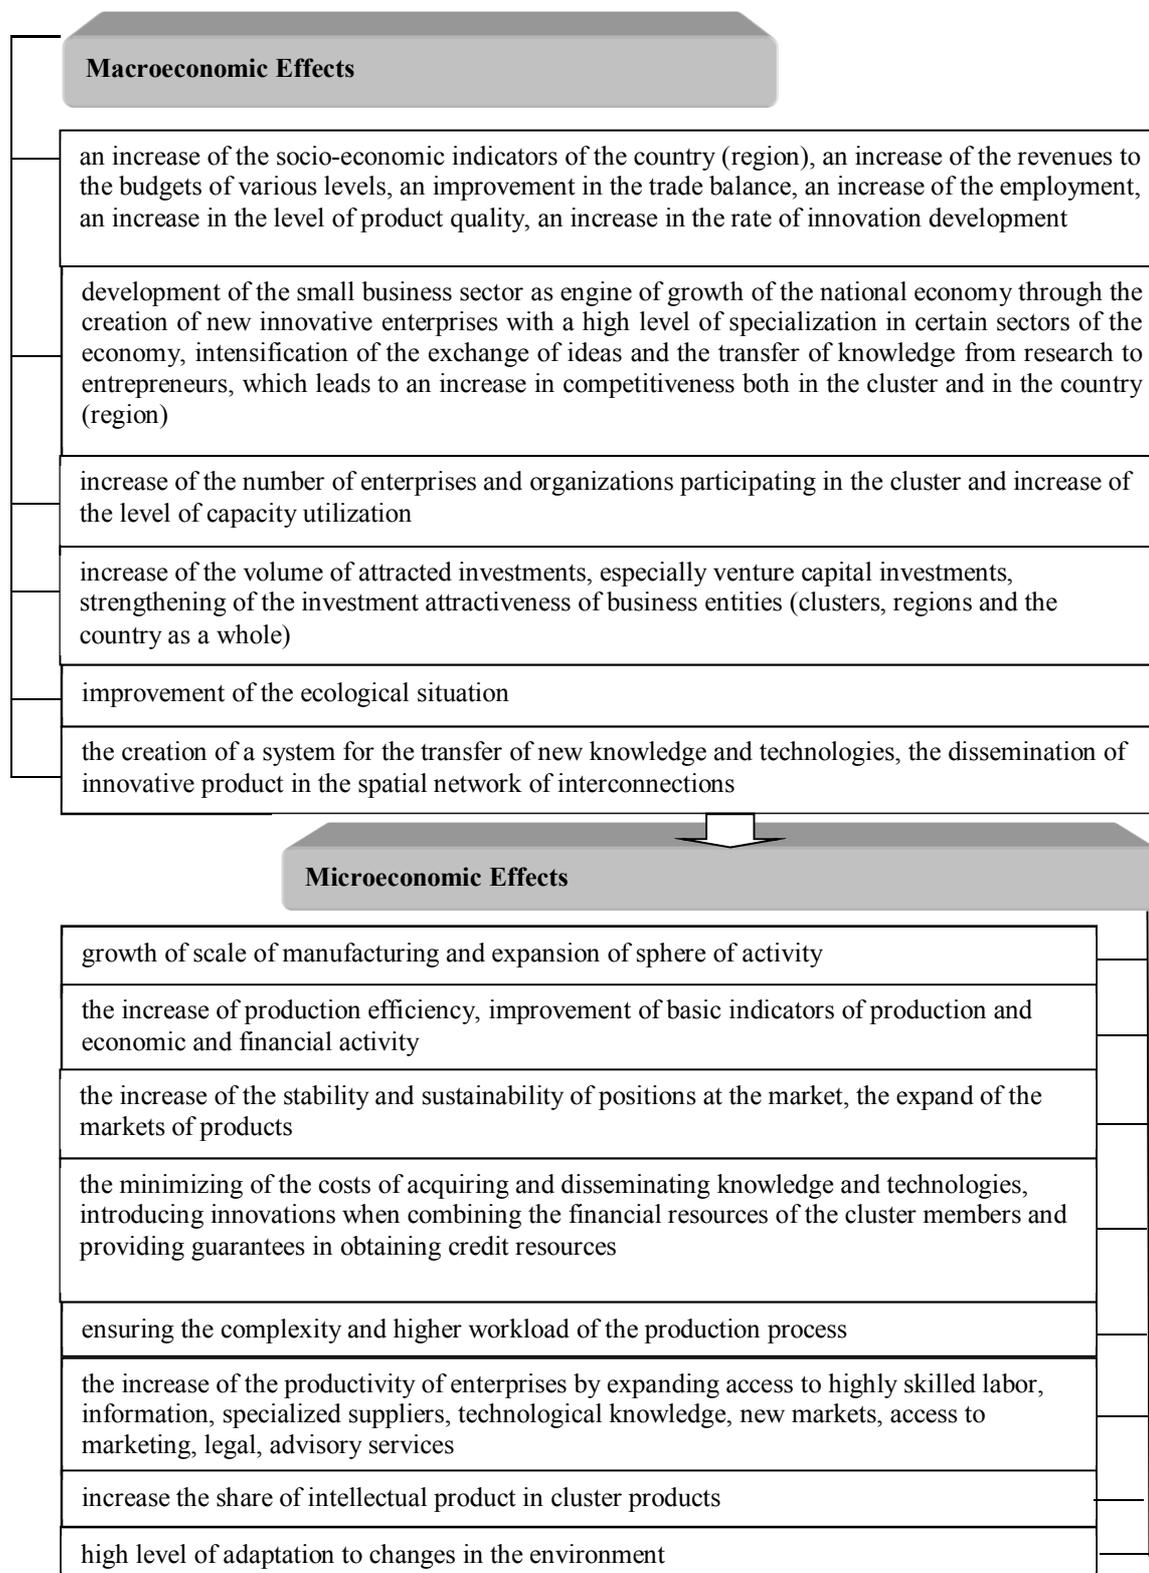 Macroeconomic Effects
an increase of the socio-economic indicators of the country (region), an increase of the revenues to
the budgets of various levels, an improvement in the trade balance, an increase of the employment,
an increase in the level of product quality, an increase in the rate of innovation development
development of the small business sector as engine of growth of the national economy through the
creation of new innovative enterprises with a high level of specialization in certain sectors of the
economy, intensification of the exchange of ideas and the transfer of knowledge from research to
entrepreneurs, which leads to an increase in competitiveness both in the cluster and in the country
(region)
increase of the number of enterprises and organizations participating in the cluster and increase of
the level of capacity utilization
increase of the volume of attracted investments, especially venture capital investments,
strengthening of the investment attractiveness of business entities (clusters, regions and the
country as a whole)
improvement of the ecological situation
the creation of a system for the transfer of new knowledge and technologies, the dissemination of
innovative product in the spatial network of interconnections
Microeconomic Effects
growth of scale of manufacturing and expansion of sphere of activity
the increase of production efficiency, improvement of basic indicators of production and
economic and financial activity
the increase of the stability and sustainability of positions at the market, the expand of the
markets of products
the minimizing of the costs of acquiring and disseminating knowledge and technologies,
introducing innovations when combining the financial resources of the cluster members and
providing guarantees in obtaining credit resources
ensuring the complexity and higher workload of the production process
the increase of the productivity of enterprises by expanding access to highly skilled labor,
information, specialized suppliers, technological knowledge, new markets, access to
marketing, legal, advisory services
increase the share of intellectual product in cluster products
high level of adaptation to changes in the environment